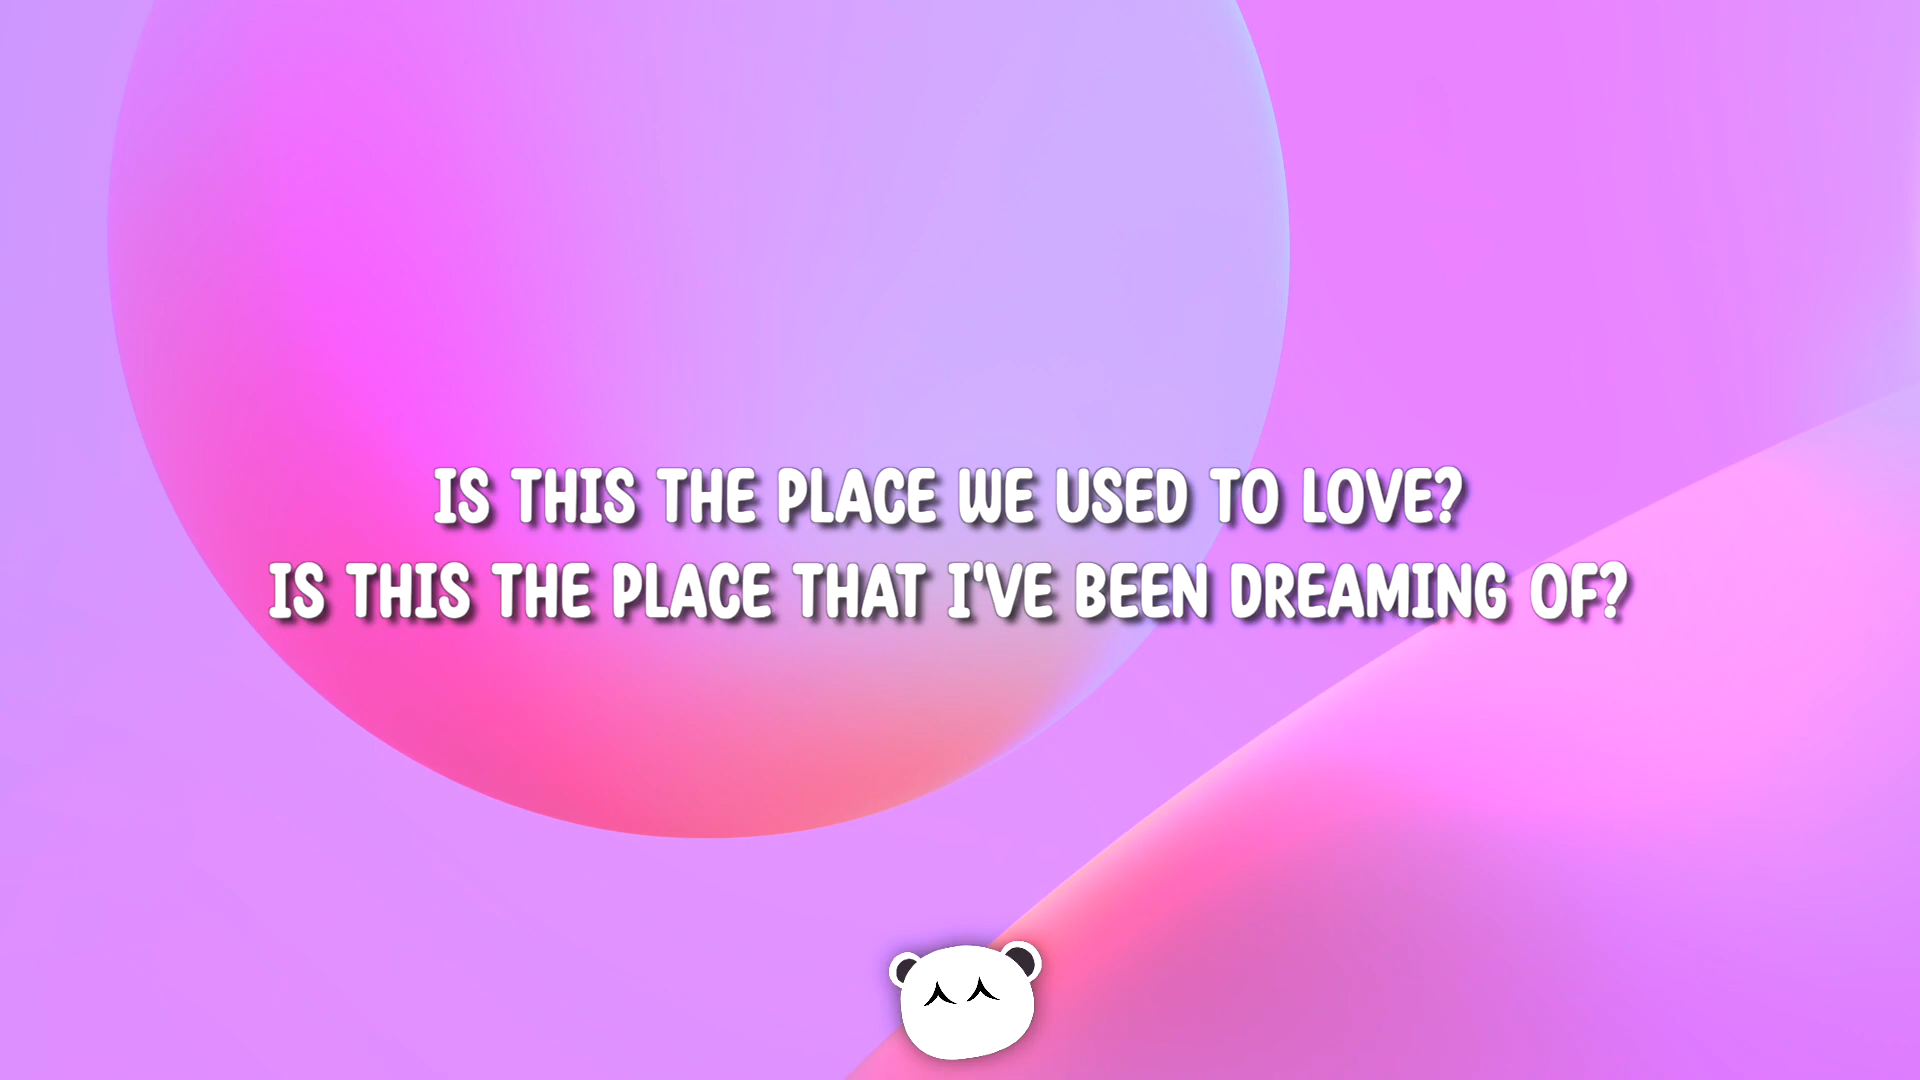 IS THIS THE PLACE WE USED TO LOVE?
IS THIS THE PLACE THAT I'VE BEEN DREAMING OF?